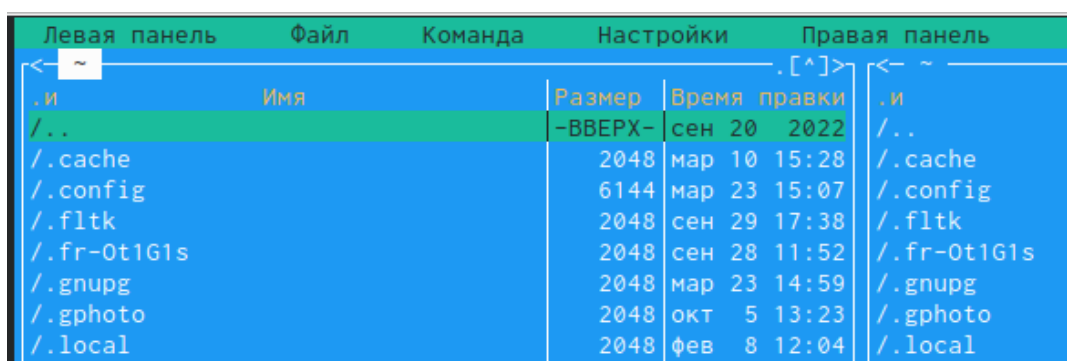 Левая панель Файл Команда Настройки Правая панель
<─ ~ .[^]> <─ ~
.и Имя Размер Время правки .и
/.. -ВВЕРХ- сен 20 2022 /..
/.cache 2048 мар 10 15:28 /.cache
/.config 6144 мар 23 15:07 /.config
/.fltk 2048 сен 29 17:38 /.fltk
/.fr-Ot1G1s 2048 сен 28 11:52 /.fr-Ot1G1s
/.gnupg 2048 мар 23 14:59 /.gnupg
/.gphoto 2048 окт 5 13:23 /.gphoto
/.local 2048 фев 8 12:04 /.local